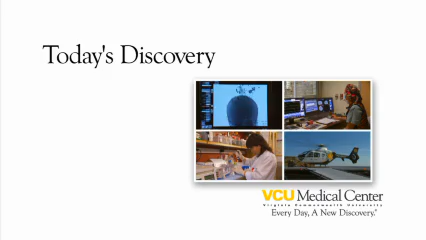 Today's Discovery
VCU Medical Center
Virginia Commonwealth University
Every Day, A New Discovery.®